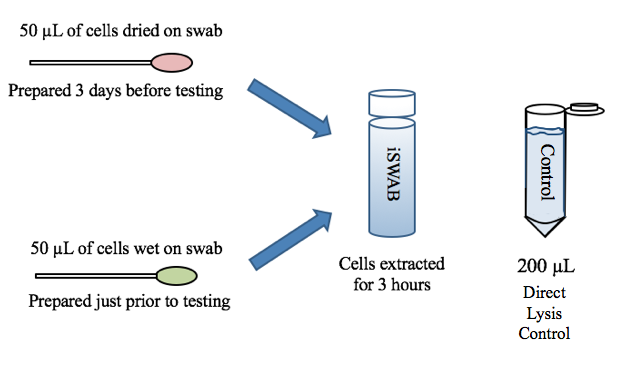 50 µL of cells dried on swab
Prepared 3 days before testing
50 µL of cells wet on swab
Prepared just prior to testing
iSWAB
Cells extracted
for 3 hours
Control
200 µL
Direct
Lysis
Control